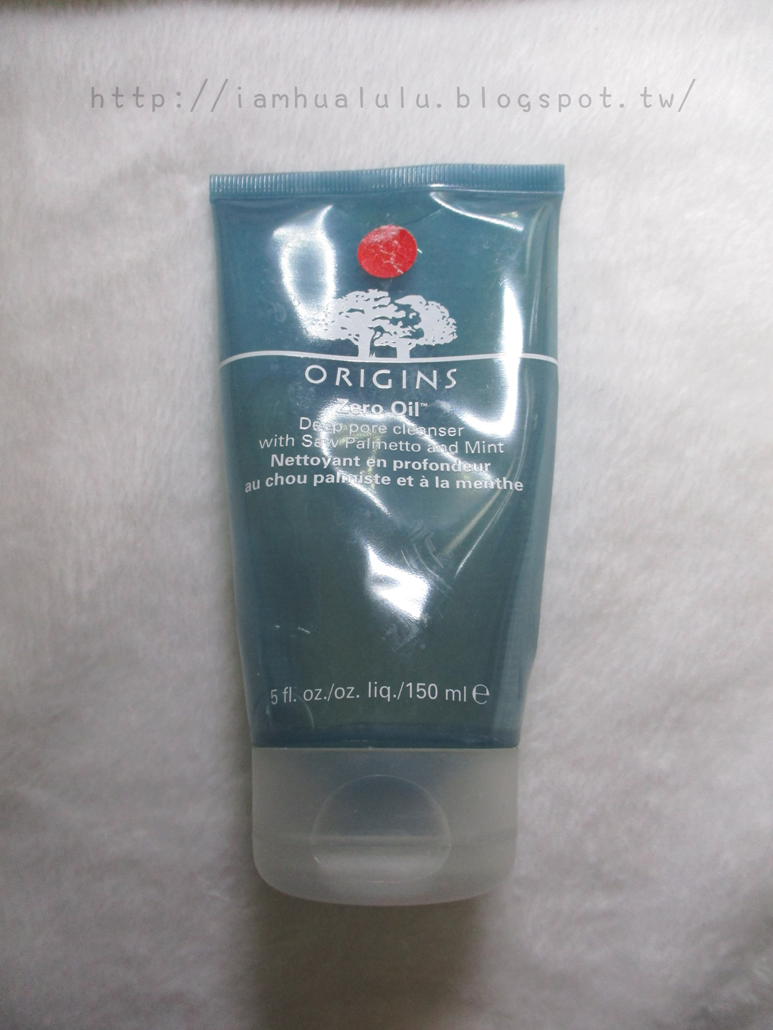 http://iamhualulu.blogspot.tw/
ORIGINS
Zero Oil™
Deep pore cleanser
with Saw Palmetto and Mint
Nettoyant en profondeur
au chou palmiste et à la menthe
5 fl. oz./oz. liq./150 ml ℮